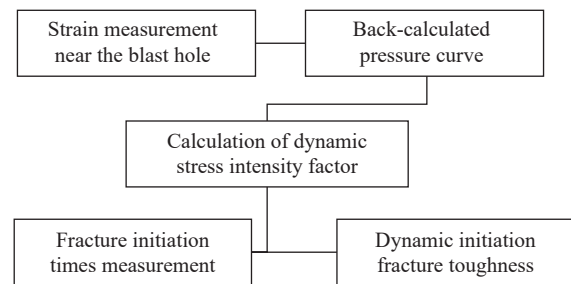 Strain measurement
near the blast hole
Back-calculated
pressure curve
Calculation of dynamic
stress intensity factor
Fracture initiation
times measurement
Dynamic initiation
fracture toughness